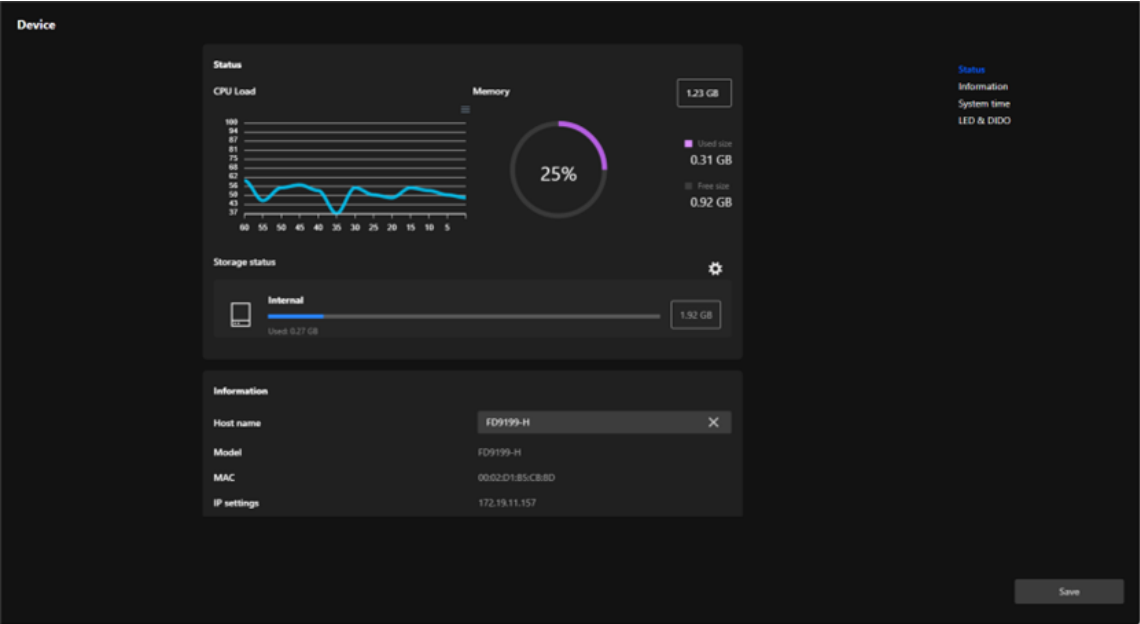 Device
Status
CPU Load
Memory
1.23 GB
100
94
87
81
75
68
62
56
50
43
37
60 55 50 45 40 35 30 25 20 15 10 5
25%
Used size
0.31 GB
Free size
0.92 GB
Storage status
Internal
Used: 0.27 GB
1.92 GB
Information
Host name
FD9199-H
Model
FD9199-H
MAC
00:02:D1:B5:CB:BD
IP settings
172.19.11.157
Status
Information
System time
LED & DIDO
Save